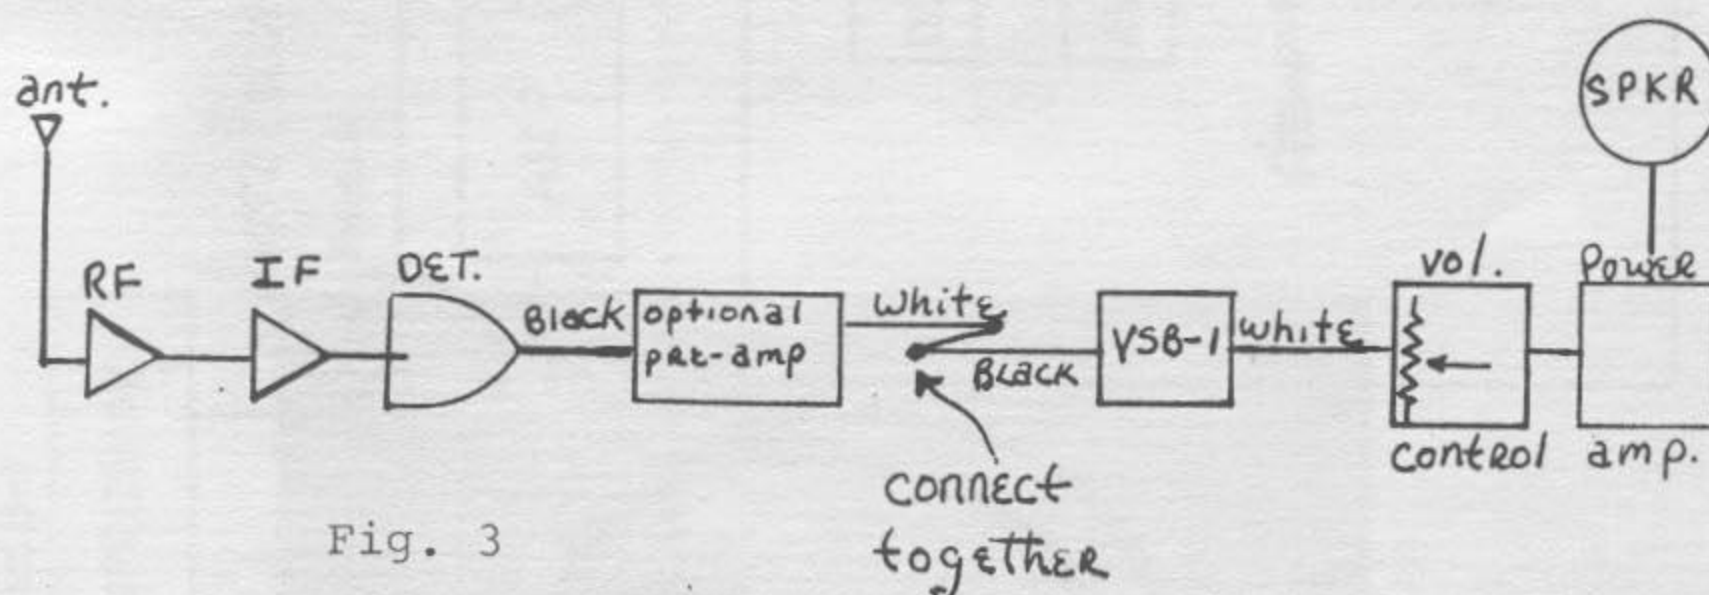 ant.
RF
IF
DET.
Black
optional
pre-amp
White
Black
connect
together
VSB-1
white
vol.
control
Power
amp.
SPKR
Fig. 3